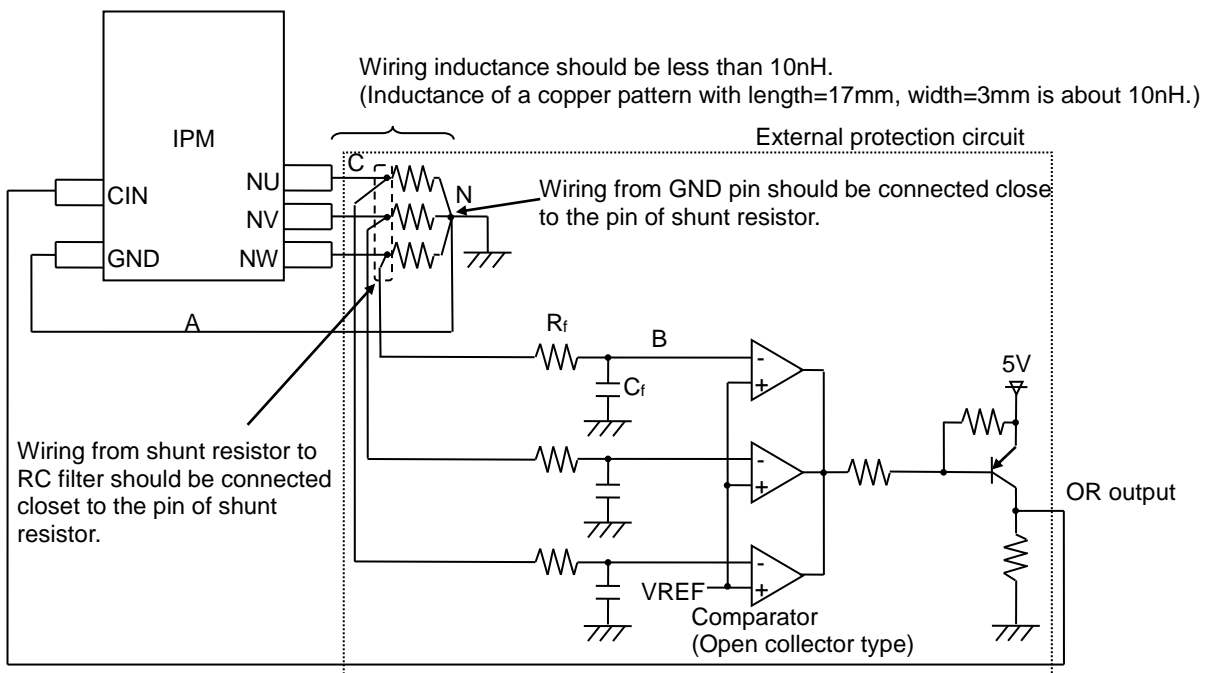 Wiring inductance should be less than 10nH.
(Inductance of a copper pattern with length=17mm, width=3mm is about 10nH.)
External protection circuit
IPM
C
NU
CIN
N
Wiring from GND pin should be connected close
to the pin of shunt resistor.
NV
GND
NW
A
Rf
B
5V
-
+
Cf
Wiring from shunt resistor to
RC filter should be connected
closet to the pin of shunt
resistor.
-
+
OR output
-
+
VREF
Comparator
(Open collector type)